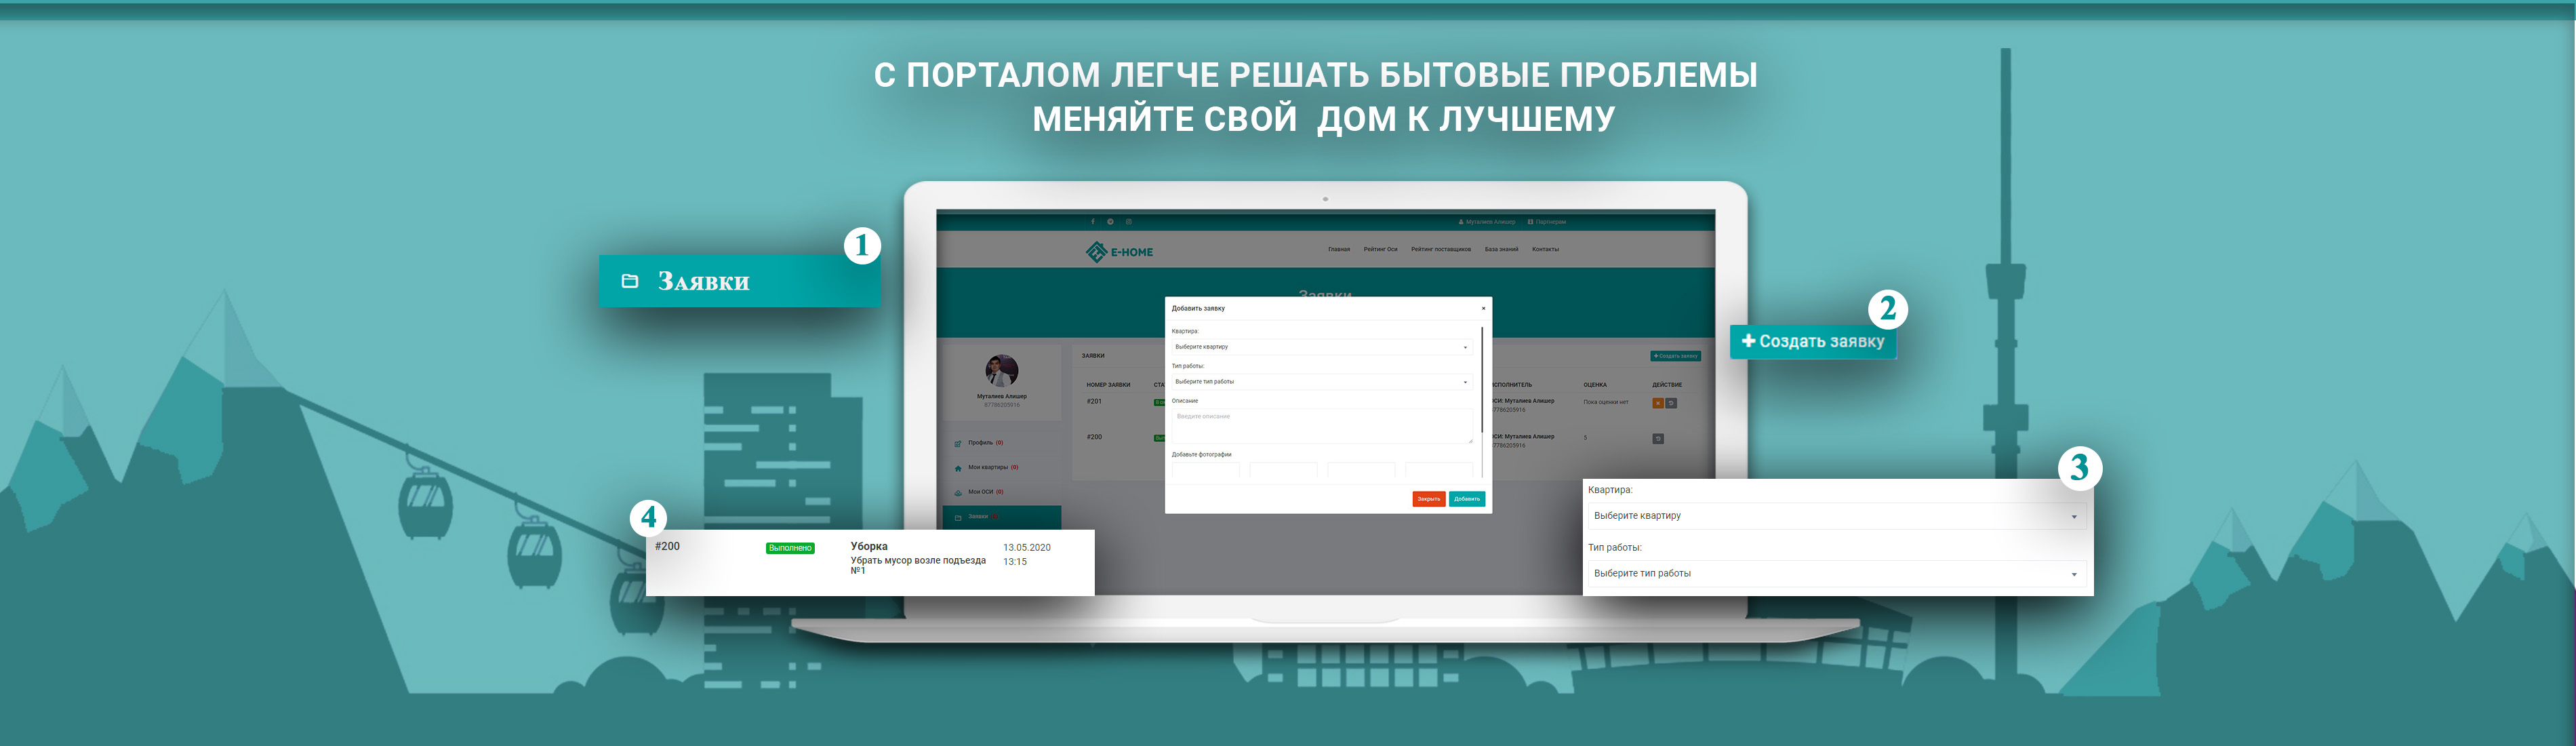 С ПОРТАЛОМ ЛЕГЧЕ РЕШАТЬ БЫТОВЫЕ ПРОБЛЕМЫ
МЕНЯЙТЕ СВОЙ ДОМ К ЛУЧШЕМУ
1
Заявки
2
+ Создать заявку
Муталиев Алишер Партнерам
E-HOME
Главная Рейтинг Оси Рейтинг поставщиков База знаний Контакты
Заявки
Муталиев Алишер
87786205916
Профиль (0)
Мои квартиры (0)
Мои ОСИ (0)
Заявки
ЗАЯВКИ
+ Создать заявку
НОМЕР ЗАЯВКИ
ОЦЕНКА ДЕЙСТВИЕ
#201
Муталиев Алишер
Пока оценки нет
#200
Муталиев Алишер
5
Добавить заявку ×
Квартира:
Выберите квартиру
Тип работы:
Выберите тип работы
Описание
Введите описание
Добавьте фотографии
Закрыть Добавить
3
Квартира:
Выберите квартиру
Тип работы:
Выберите тип работы
4
#200 Выполнено Уборка 13.05.2020
Убрать мусор возле подъезда 13:15
№1